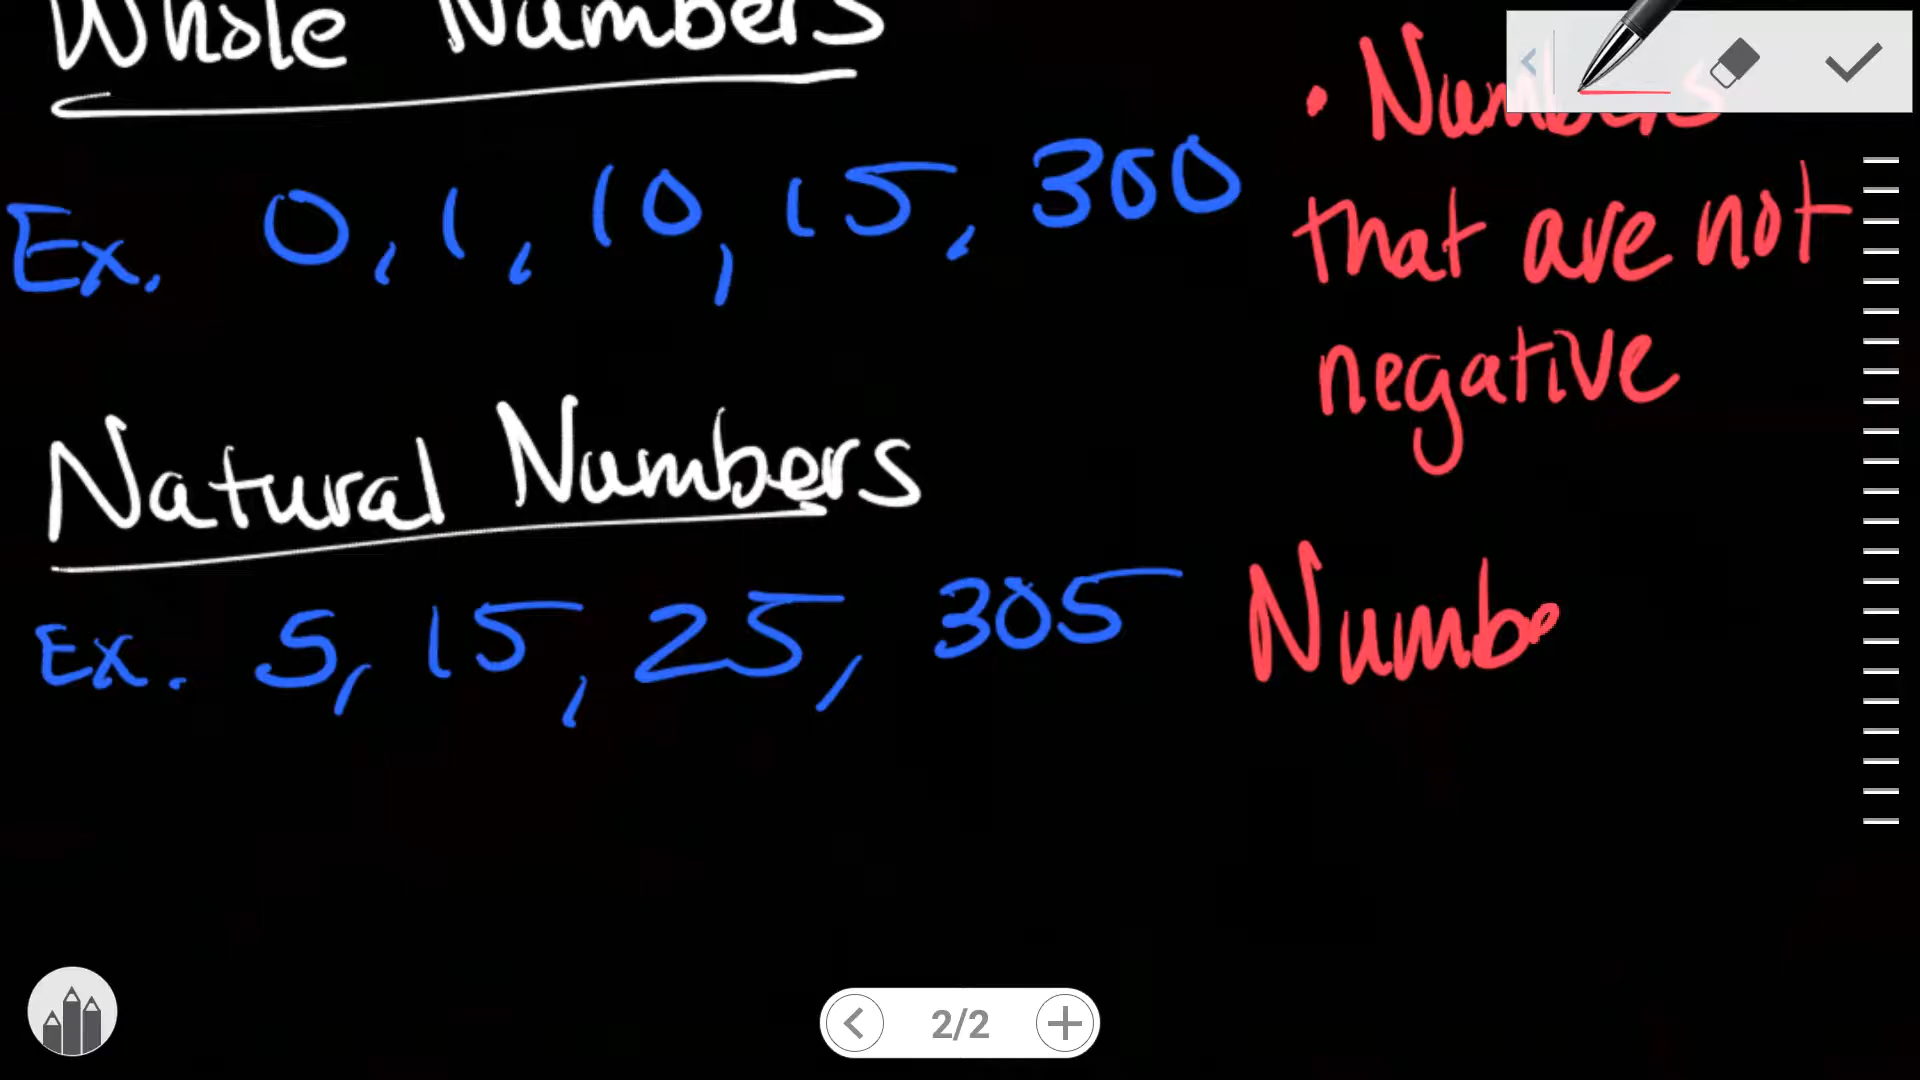 Whole Numbers
• Numbers
Ex. 0, 1, 10, 15, 300
that are not
negative
Natural Numbers
Ex. 5, 15, 25, 305
Numbe
2/2